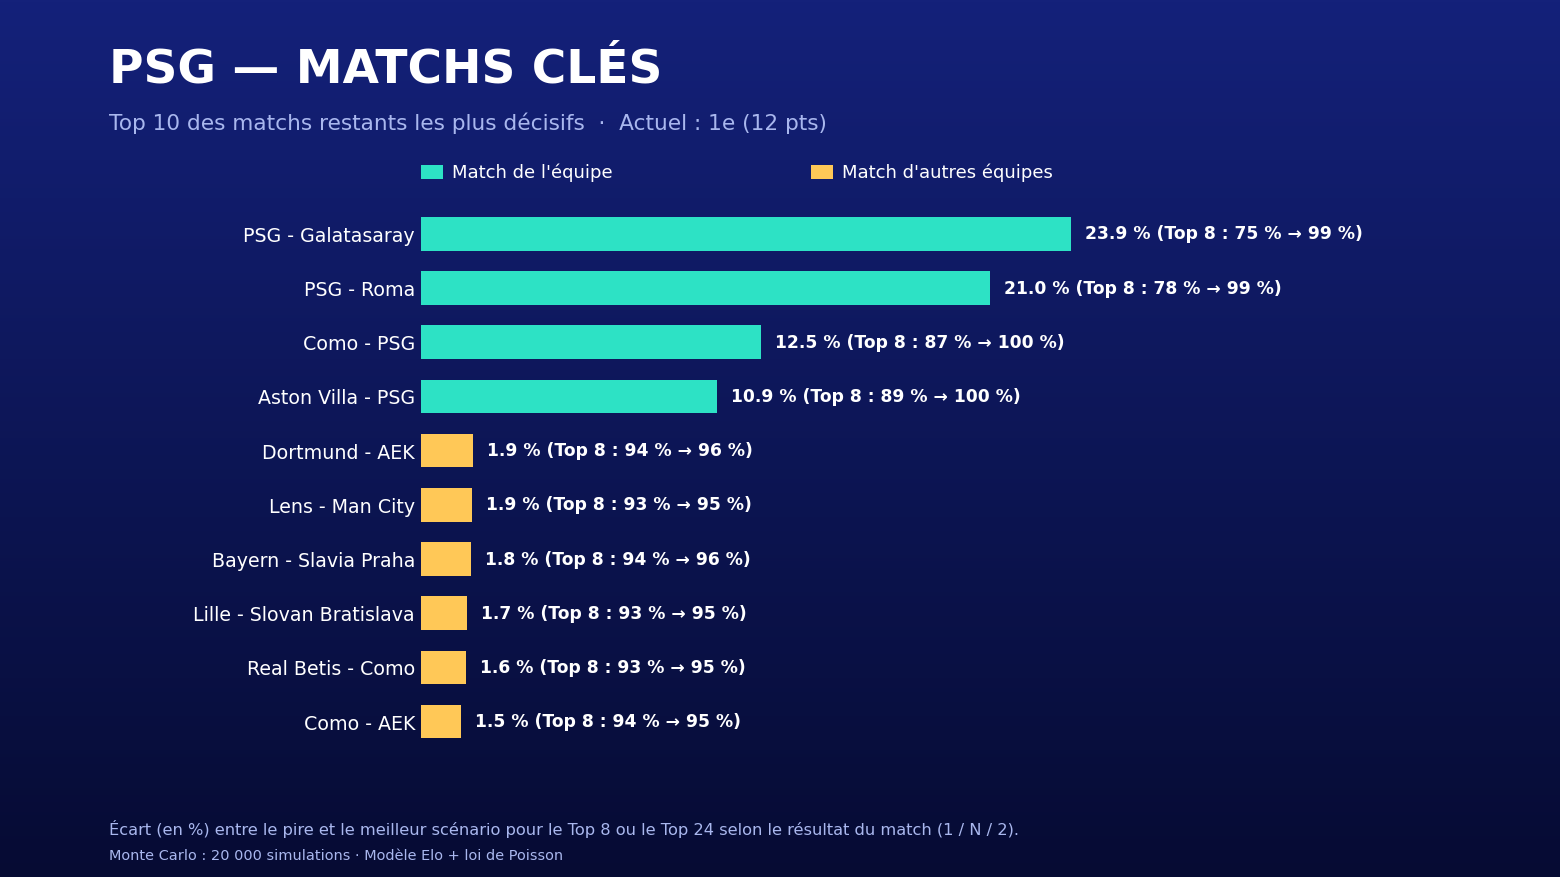 PSG — MATCHS CLÉS
Top 10 des matchs restants les plus décisifs · Actuel : 1e (12 pts)
Match de l'équipe
Match d'autres équipes
PSG - Galatasaray 23.9 % (Top 8 : 75 % → 99 %)
PSG - Roma 21.0 % (Top 8 : 78 % → 99 %)
Como - PSG 12.5 % (Top 8 : 87 % → 100 %)
Aston Villa - PSG 10.9 % (Top 8 : 89 % → 100 %)
Dortmund - AEK 1.9 % (Top 8 : 94 % → 96 %)
Lens - Man City 1.9 % (Top 8 : 93 % → 95 %)
Bayern - Slavia Praha 1.8 % (Top 8 : 94 % → 96 %)
Lille - Slovan Bratislava 1.7 % (Top 8 : 93 % → 95 %)
Real Betis - Como 1.6 % (Top 8 : 93 % → 95 %)
Como - AEK 1.5 % (Top 8 : 94 % → 95 %)
Écart (en %) entre le pire et le meilleur scénario pour le Top 8 ou le Top 24 selon le résultat du match (1 / N / 2).
Monte Carlo : 20 000 simulations · Modèle Elo + loi de Poisson